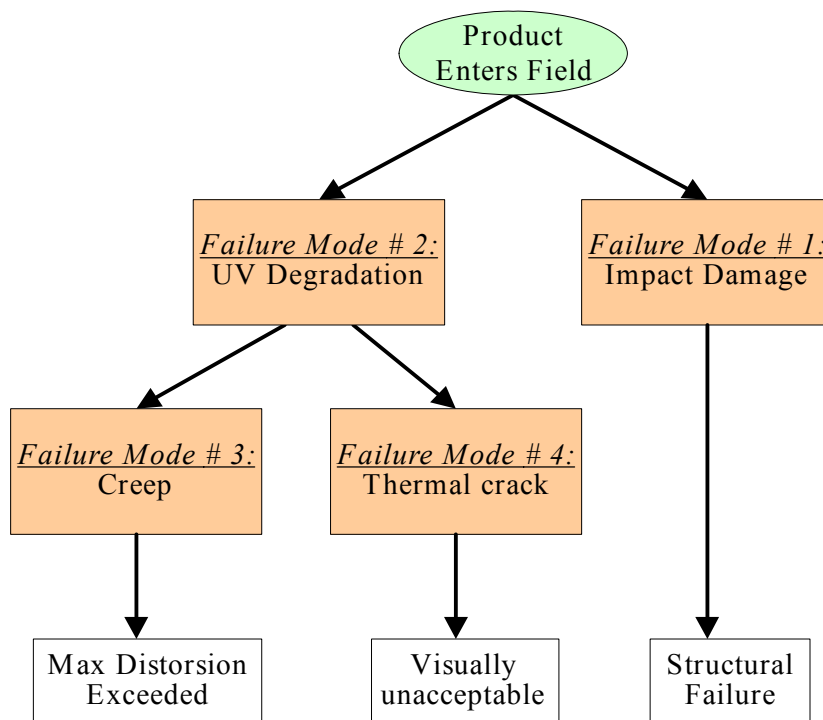 Product
Enters Field
Failure Mode # 2:
UV Degradation
Failure Mode # 1:
Impact Damage
Failure Mode # 3:
Creep
Failure Mode # 4:
Thermal crack
Max Distorsion
Exceeded
Visually
unacceptable
Structural
Failure